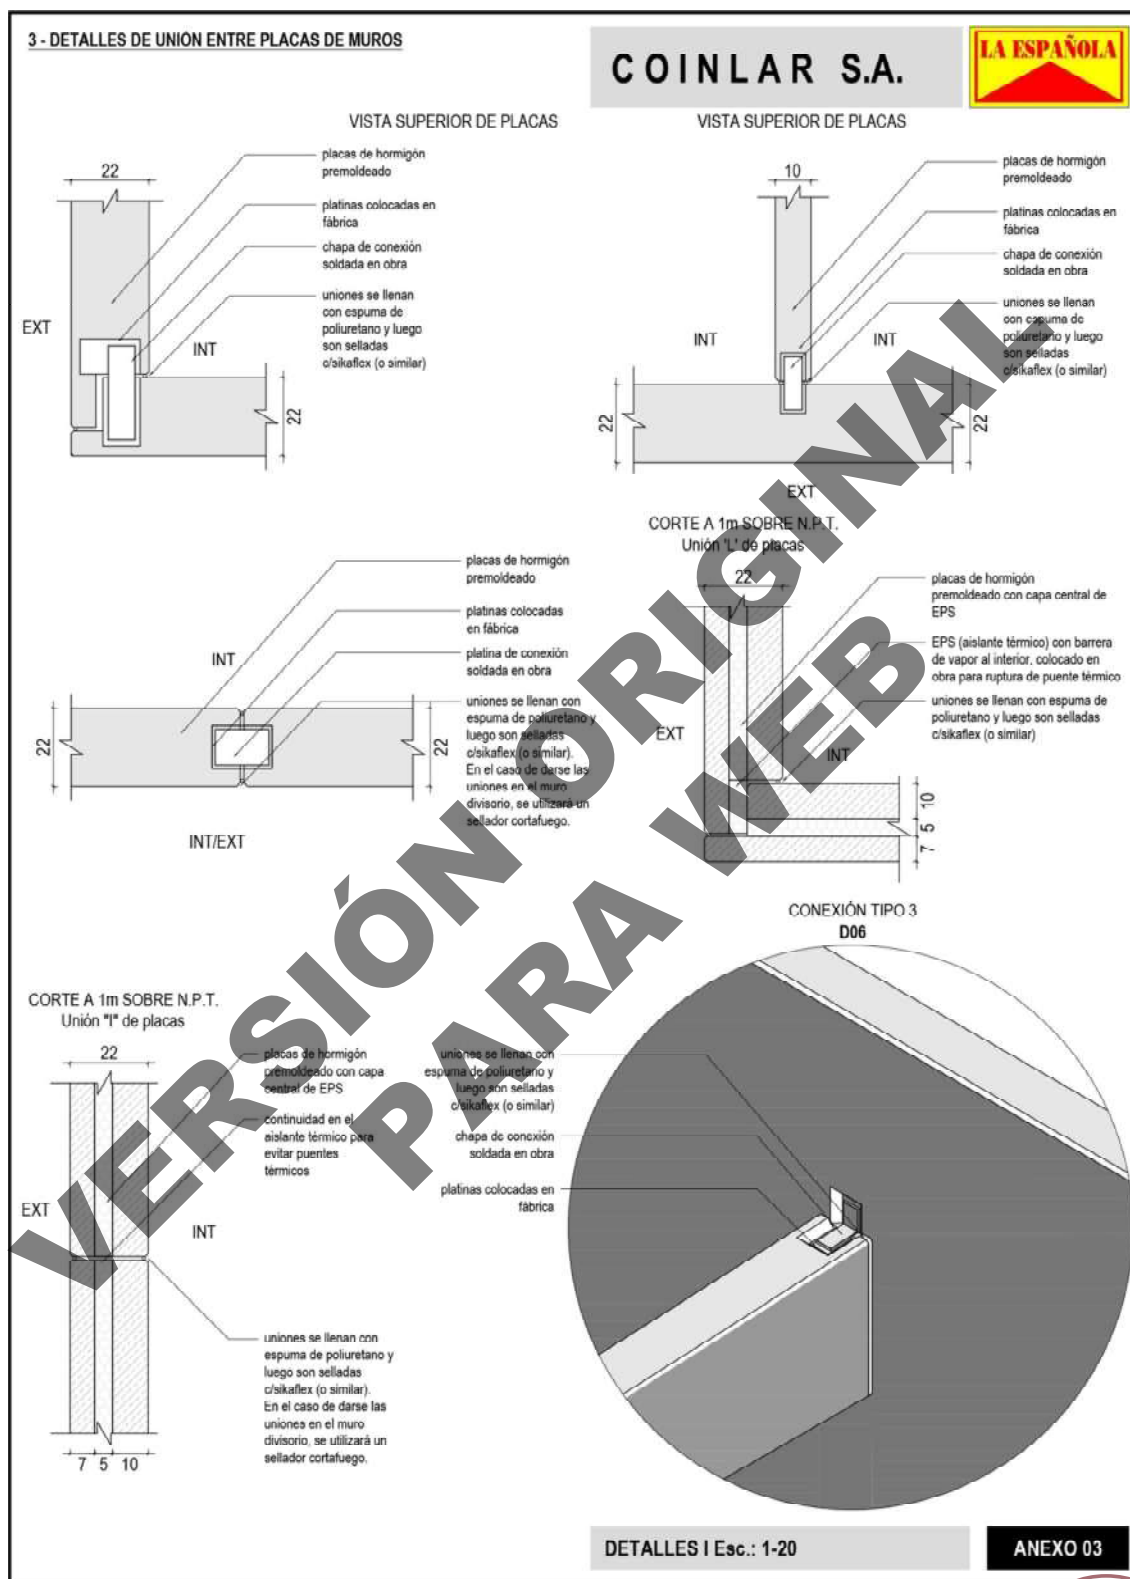 3 - DETALLES DE UNIÓN ENTRE PLACAS DE MUROS
COINLAR S.A.
LA ESPAÑOLA
VISTA SUPERIOR DE PLACAS
22
placas de hormigón
premoldeado
platinas colocadas en
fábrica
chapa de conexión
soldada en obra
uniones se llenan
con espuma de
poliuretano y luego
son selladas
c/sikaflex (o similar)
EXT
INT
22
VISTA SUPERIOR DE PLACAS
10
placas de hormigón
premoldeado
platinas colocadas en
fábrica
chapa de conexión
soldada en obra
uniones se llenan
con espuma de
poliuretano y luego
son selladas
c/sikaflex (o similar)
INT
INT
22
22
EXT
placas de hormigón
premoldeado
platinas colocadas
en fábrica
platina de conexión
soldada en obra
uniones se llenan con
espuma de poliuretano y
luego son selladas
c/sikaflex (o similar).
En el caso de darse las
uniones en el muro
divisorio, se utilizará un
sellador cortafuego.
INT
22
22
INT/EXT
CORTE A 1m SOBRE N.P.T.
Unión 'L' de placas
22
placas de hormigón
premoldeado con capa central de
EPS
EPS (aislante térmico) con barrera
de vapor al interior, colocado en
obra para ruptura de puente térmico
uniones se llenan con espuma de
poliuretano y luego son selladas
c/sikaflex (o similar)
EXT
INT
10
5
7
CORTE A 1m SOBRE N.P.T.
Unión "I" de placas
22
placas de hormigón
premoldeado con capa
central de EPS
continuidad en el
aislante térmico para
evitar puentes
térmicos
EXT
INT
uniones se llenan con
espuma de poliuretano y
luego son selladas
c/sikaflex (o similar).
En el caso de darse las
uniones en el muro
divisorio, se utilizará un
sellador cortafuego.
7 5 10
CONEXIÓN TIPO 3
D06
uniones se llenan con
espuma de poliuretano y
luego son selladas
c/sikaflex (o similar)
chapa de conexión
soldada en obra
platinas colocadas en
fábrica
VERSIÓN ORIGINAL
PARA WEB
DETALLES I Esc.: 1-20
ANEXO 03